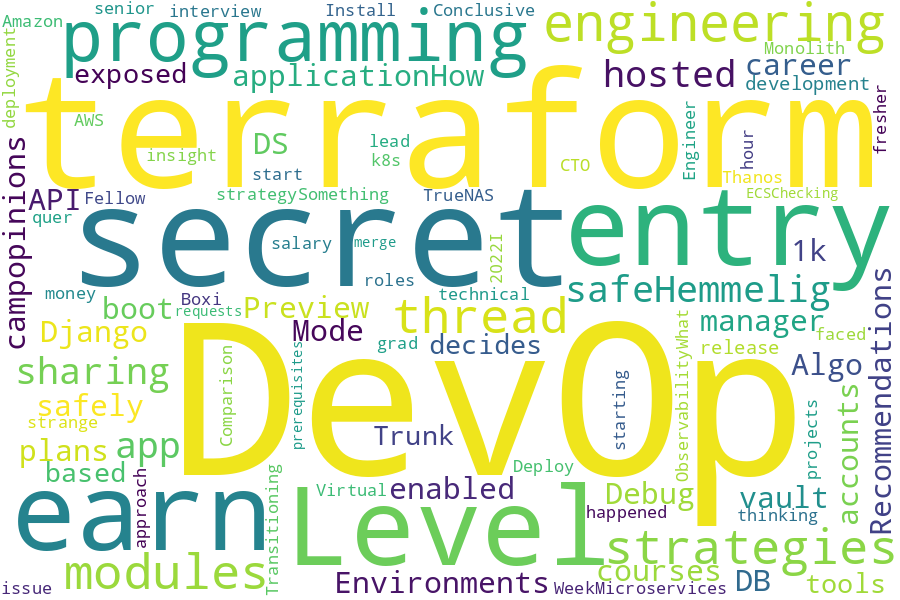 senior
interview
Install
• Conclusive
Amazon
programming
engineering
Monolith
deployment
exposed
applicationHow
hosted
career
development
terraform
AWS
insight
DS
lead
k8s
start
CTO
Engineer
Thanos
hour
fresher
ECSChecking
campopinions
API
Fellow
strategySomething
TrueNAS
quer
secret
entry
salary
merge
2022I
1k
roles
money
Boxi
technical
safeHemmelig
boot
requests
Preview
thread
manager
Django
Mode
decides
grad
release
faced
Algo
Recommendations
sharing
Comparison
prerequisites
DevOp
starting
ObservabilityWhat
safely
strange
Trunk
projects
accounts
plans
app
based
approach
Transitioning
Virtual
enabled
Deploy
Debug
vault
happened
thinking
earn
Level
strategies
modules
courses
issue
Environments
WeekMicroservices
DB
tools